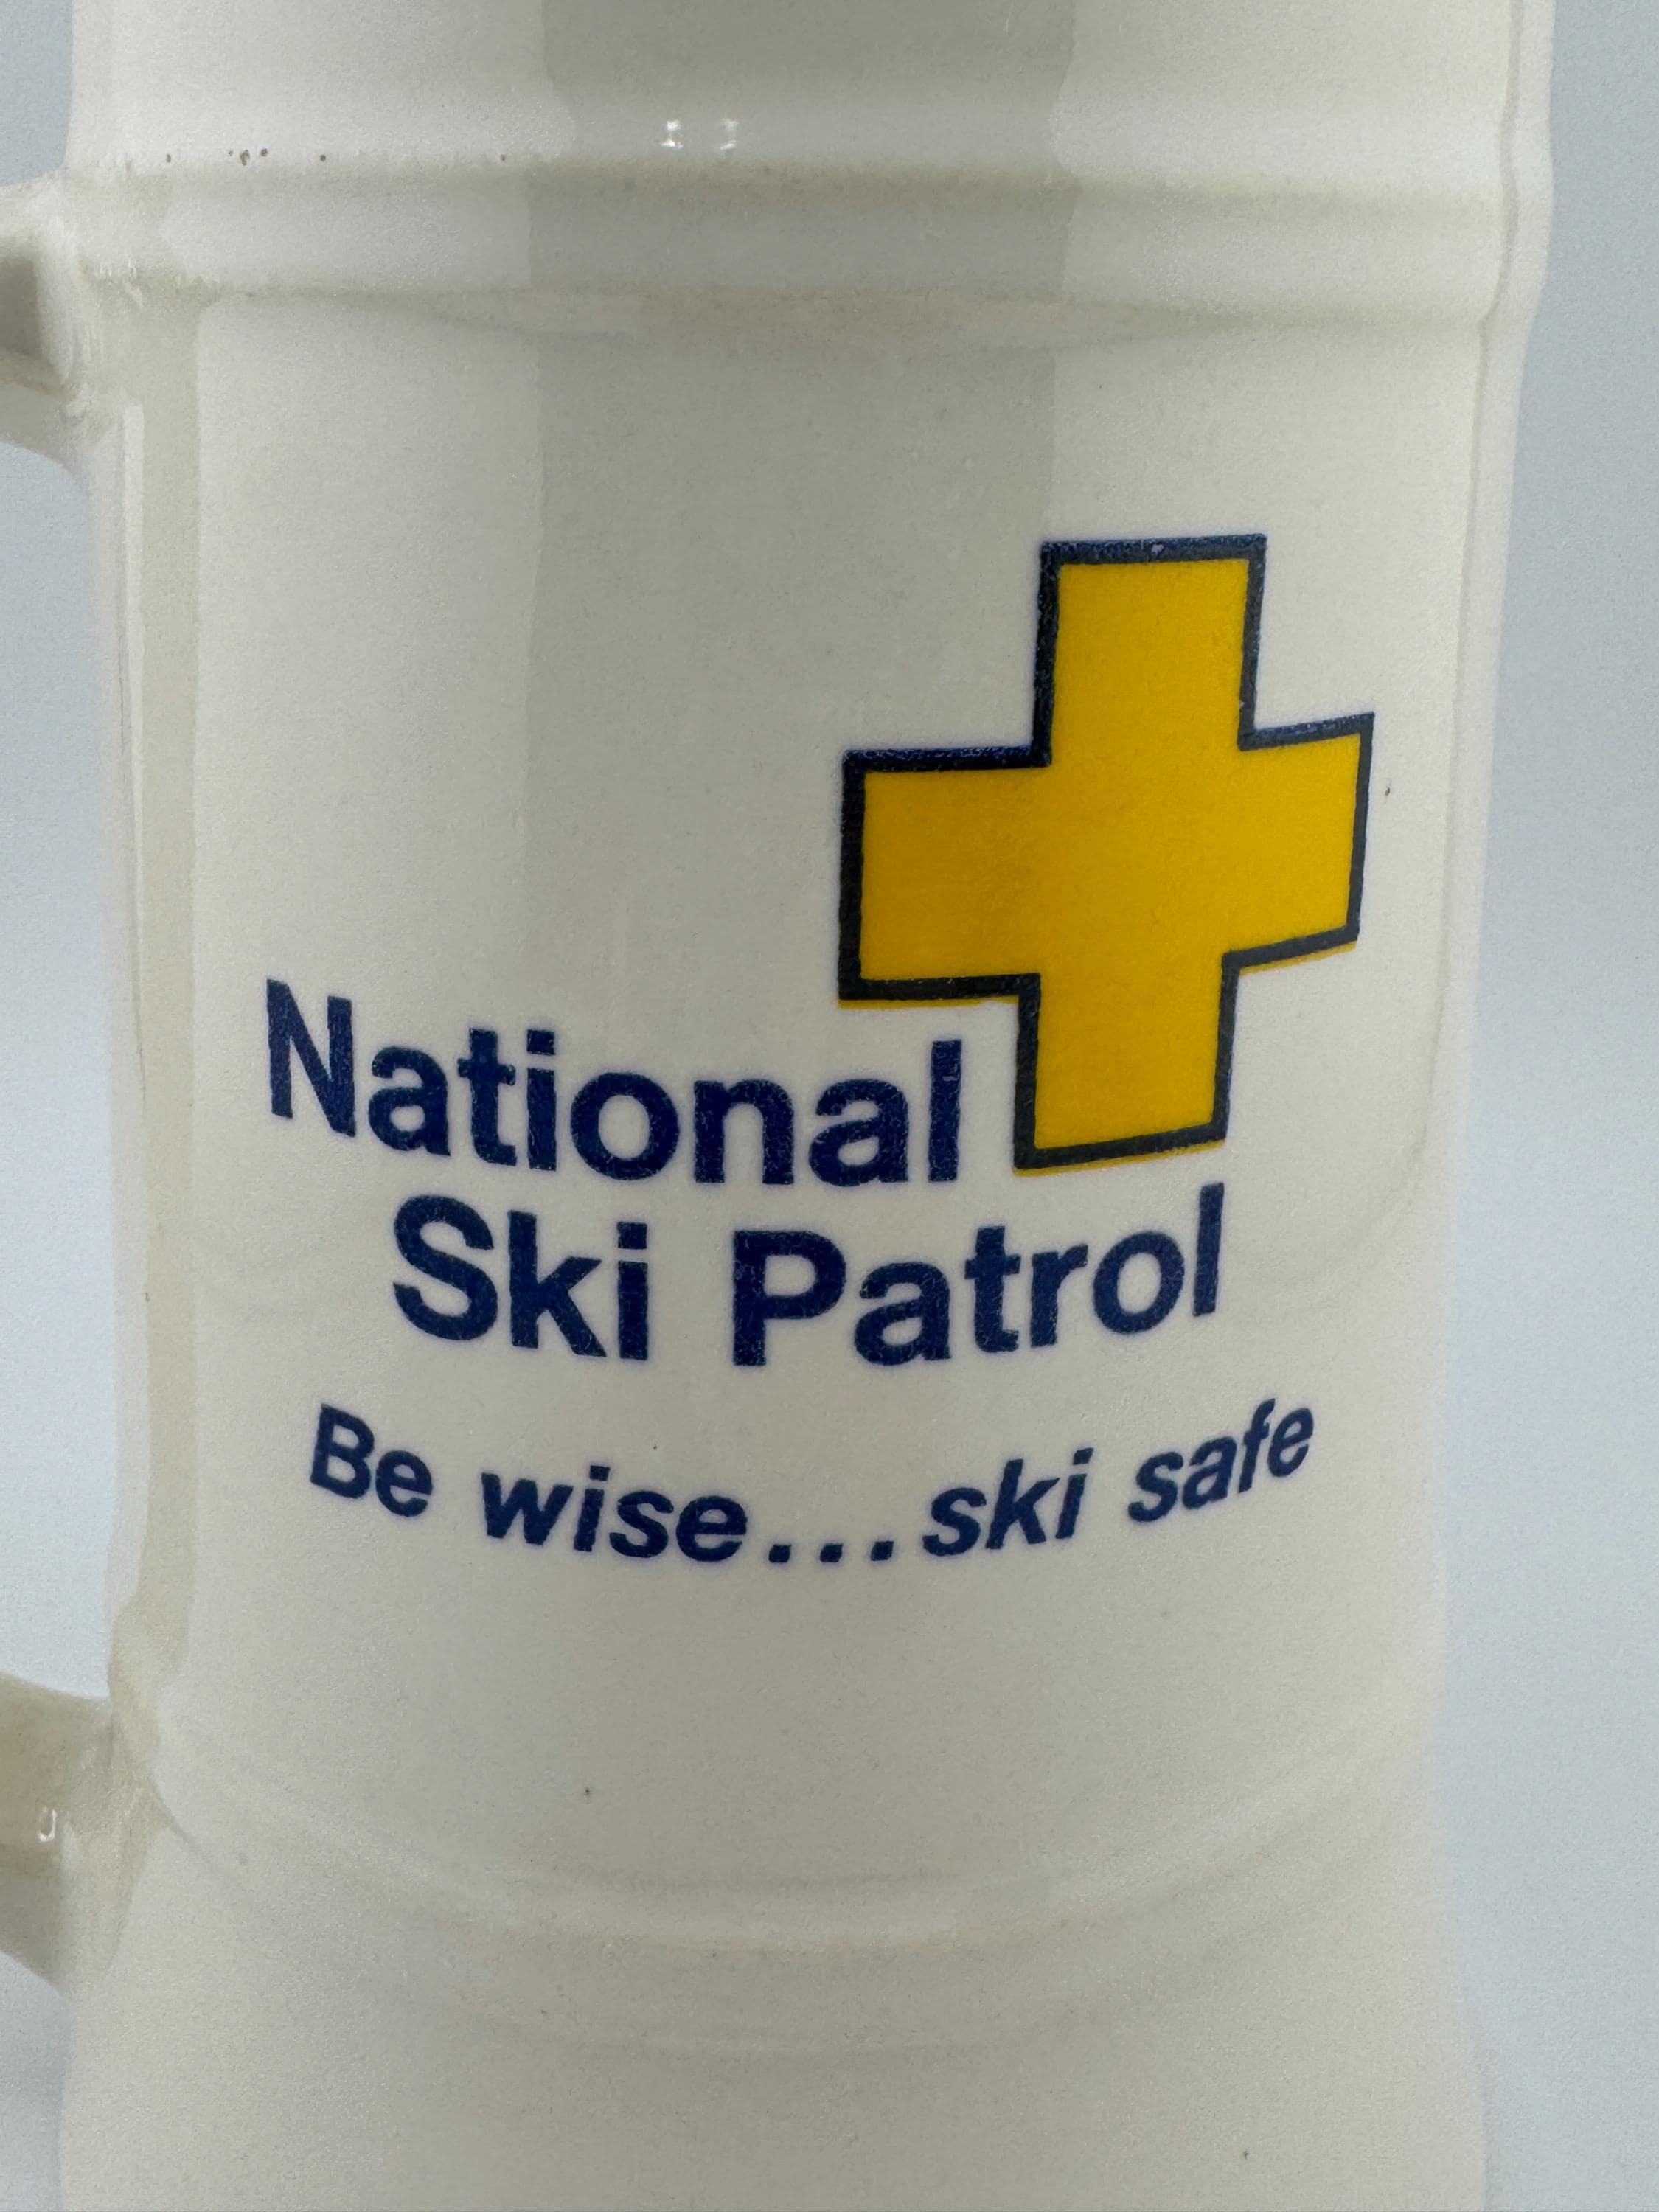 National
Ski Patrol
Be wise...ski safe